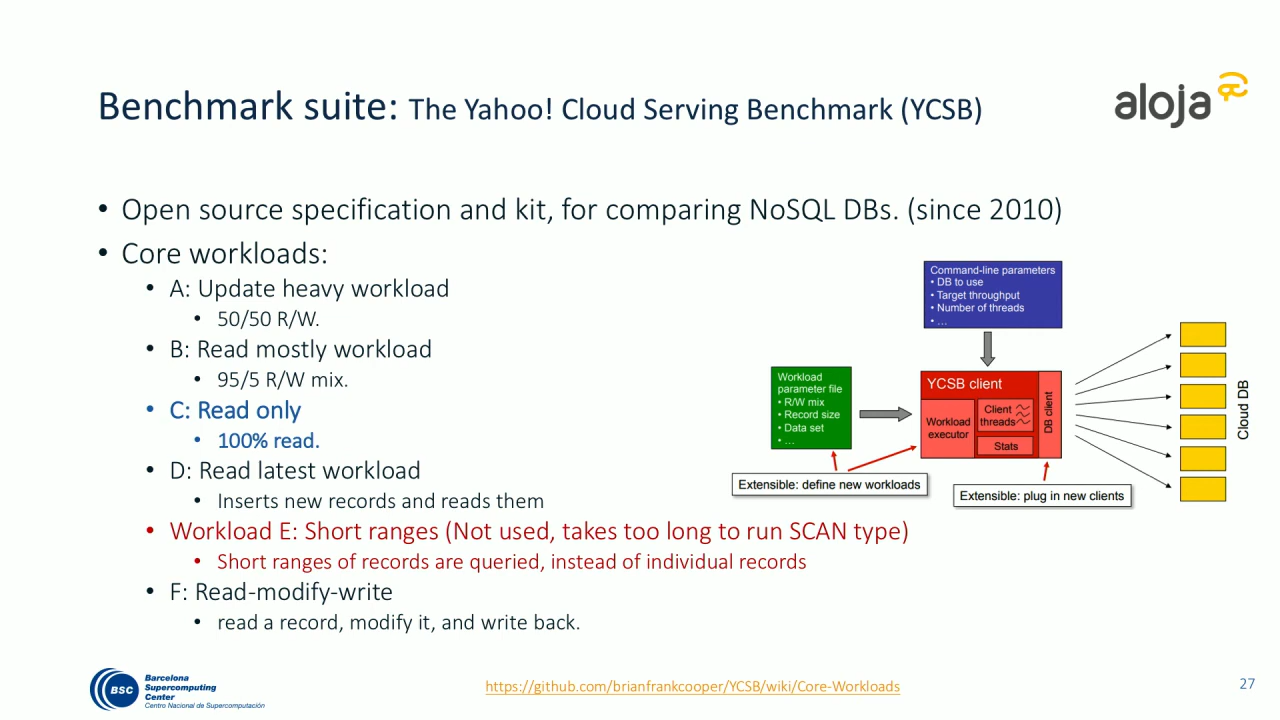 Benchmark suite: The Yahoo! Cloud Serving Benchmark (YCSB)
aloja
• Open source specification and kit, for comparing NoSQL DBs. (since 2010)
• Core workloads:
• A: Update heavy workload
• 50/50 R/W.
• B: Read mostly workload
• 95/5 R/W mix.
• C: Read only
• 100% read.
• D: Read latest workload
• Inserts new records and reads them
• Workload E: Short ranges (Not used, takes too long to run SCAN type)
• Short ranges of records are queried, instead of individual records
• F: Read-modify-write
• read a record, modify it, and write back.
Command-line parameters
• DB to use
• Target throughput
• Number of threads
• ...
Workload
parameter file
• R/W mix
• Record size
• Data set
• ...
YCSB client
Workload
executor
Client
threads
Stats
DB client
Cloud DB
Extensible: define new workloads
Extensible: plug in new clients
BSC
Barcelona
Supercomputing
Center
Centro Nacional de Supercomputación
https://github.com/brianfrankcooper/YCSB/wiki/Core-Workloads
27